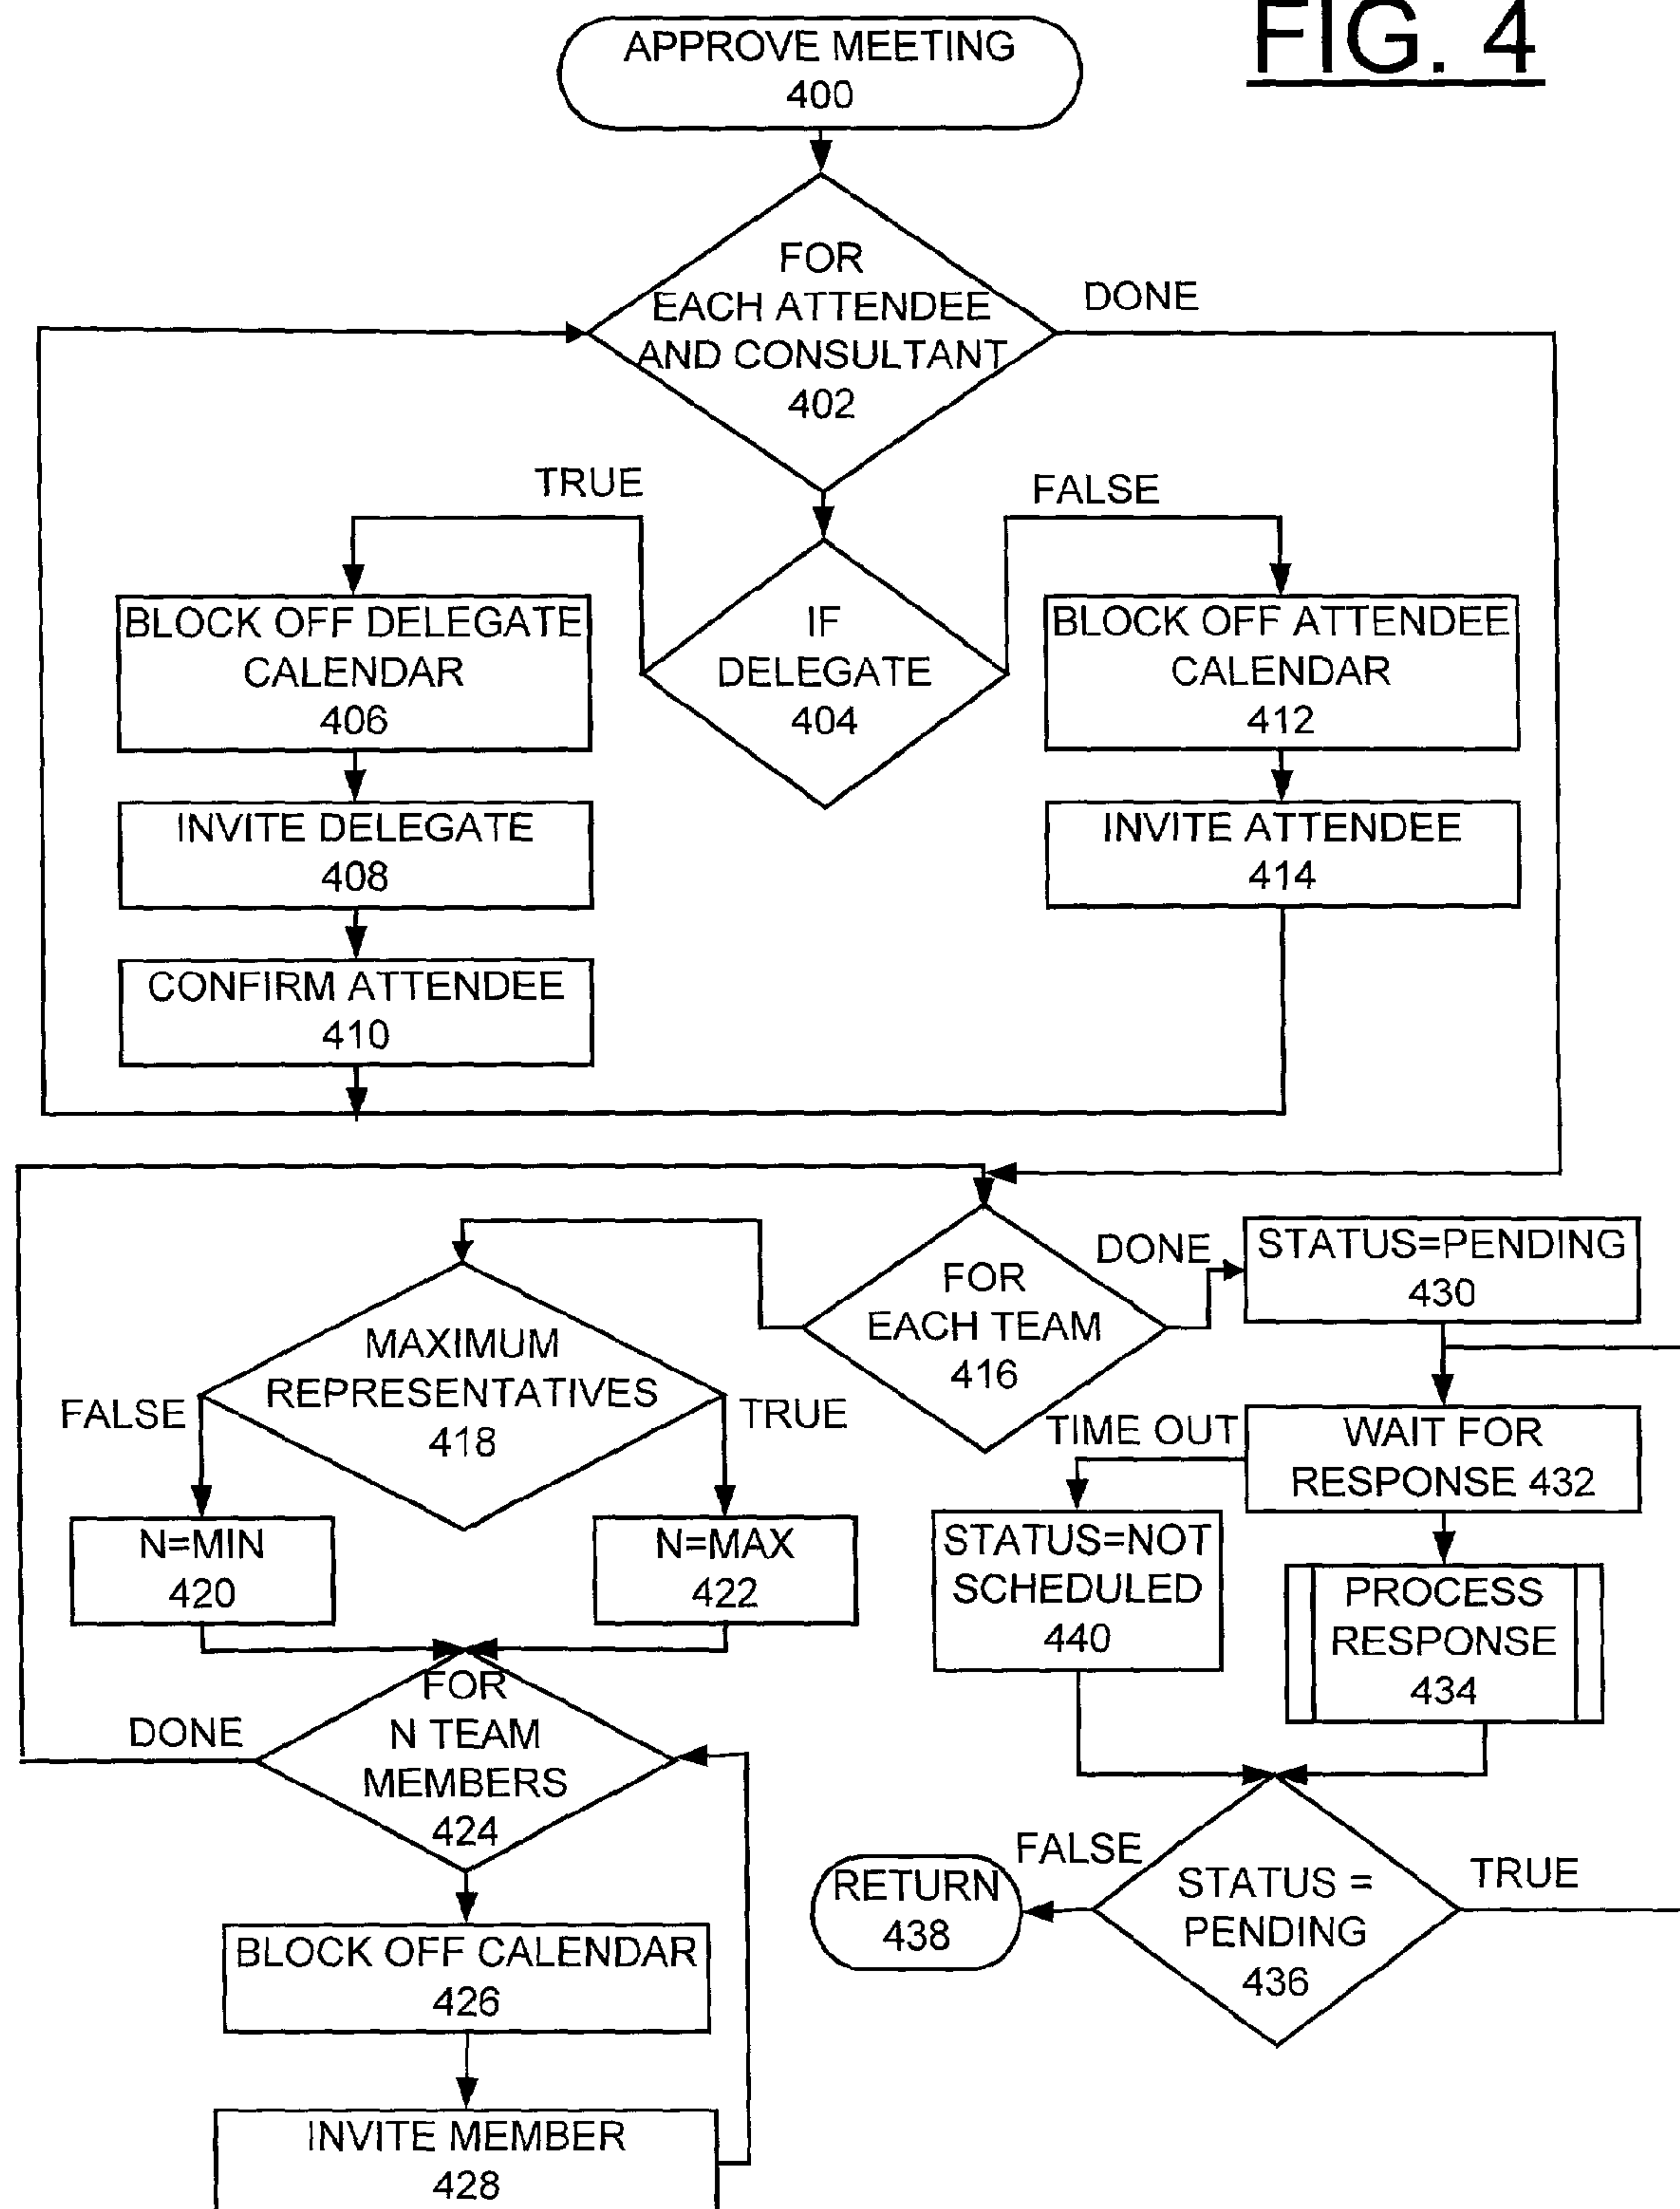 FIG. 4
APPROVE MEETING
400
FOR
EACH ATTENDEE
AND CONSULTANT
402
DONE
TRUE
FALSE
IF
DELEGATE
404
BLOCK OFF DELEGATE
CALENDAR
406
INVITE DELEGATE
408
CONFIRM ATTENDEE
410
BLOCK OFF ATTENDEE
CALENDAR
412
INVITE ATTENDEE
414
FOR
EACH TEAM
416
DONE
MAXIMUM
REPRESENTATIVES
418
FALSE
TRUE
N=MIN
420
N=MAX
422
FOR
N TEAM
MEMBERS
424
DONE
BLOCK OFF CALENDAR
426
INVITE MEMBER
428
STATUS=PENDING
430
WAIT FOR
RESPONSE 432
TIME OUT
STATUS=NOT
SCHEDULED
440
PROCESS
RESPONSE
434
STATUS =
PENDING
436
FALSE
TRUE
RETURN
438